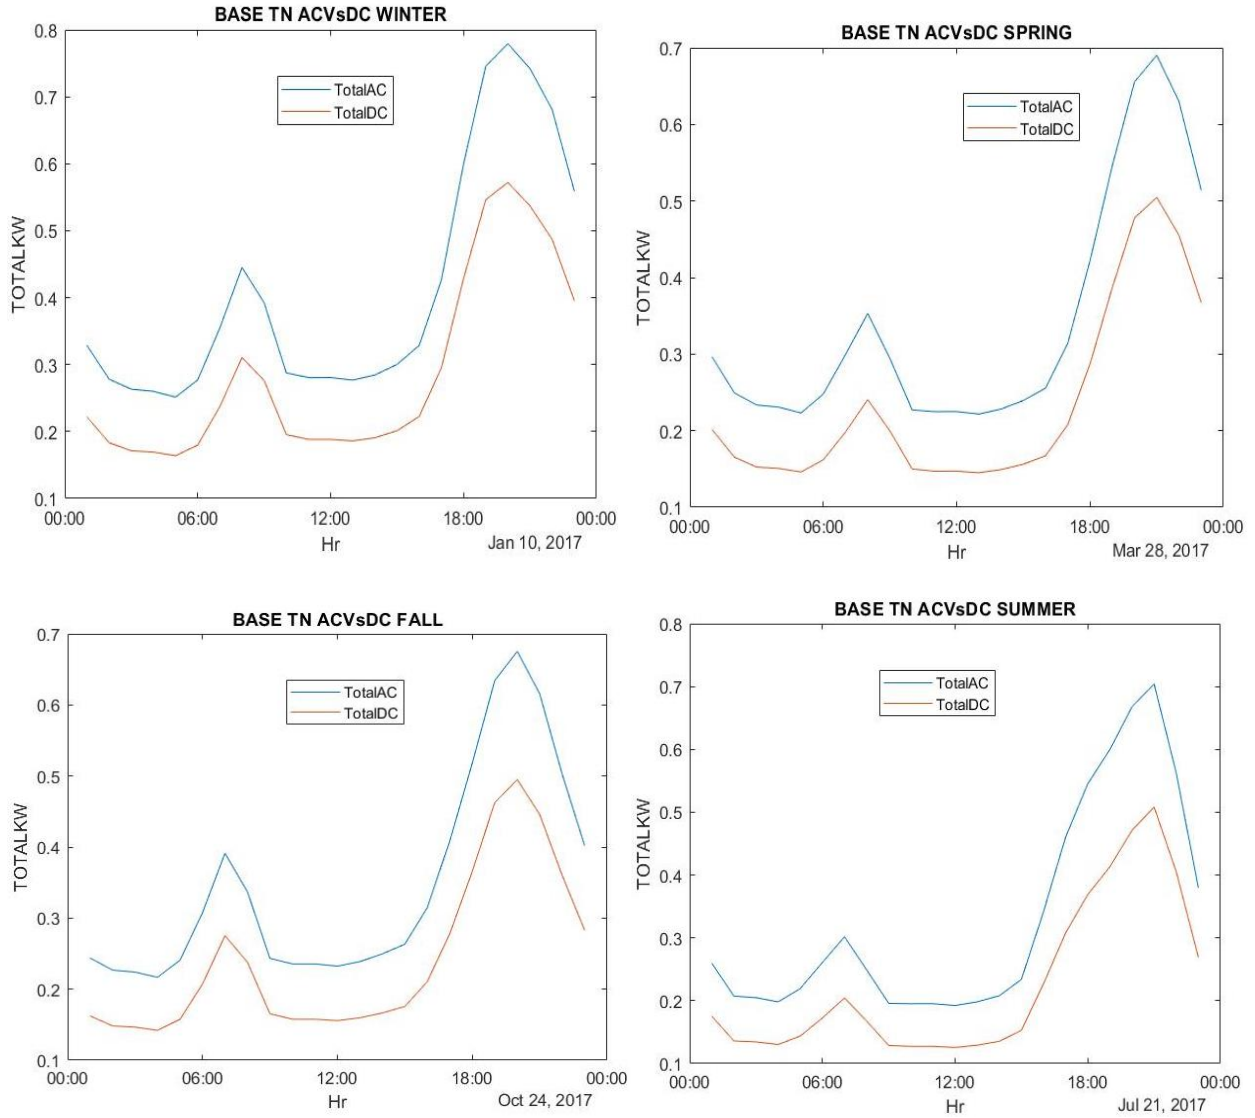 BASE TN ACVsDC WINTER
0.8
0.7
0.6
0.5
0.4
0.3
0.2
0.1
TOTALKW
TotalAC
TotalDC
00:00 06:00 12:00 18:00 00:00
Hr
Jan 10, 2017
BASE TN ACVsDC SPRING
0.7
0.6
0.5
0.4
0.3
0.2
0.1
TOTALKW
TotalAC
TotalDC
00:00 06:00 12:00 18:00 00:00
Hr
Mar 28, 2017
BASE TN ACVsDC FALL
0.7
0.6
0.5
0.4
0.3
0.2
0.1
TOTALKW
TotalAC
TotalDC
00:00 06:00 12:00 18:00 00:00
Hr
Oct 24, 2017
BASE TN ACVsDC SUMMER
0.8
0.7
0.6
0.5
0.4
0.3
0.2
0.1
TOTALKW
TotalAC
TotalDC
00:00 06:00 12:00 18:00 00:00
Hr
Jul 21, 2017